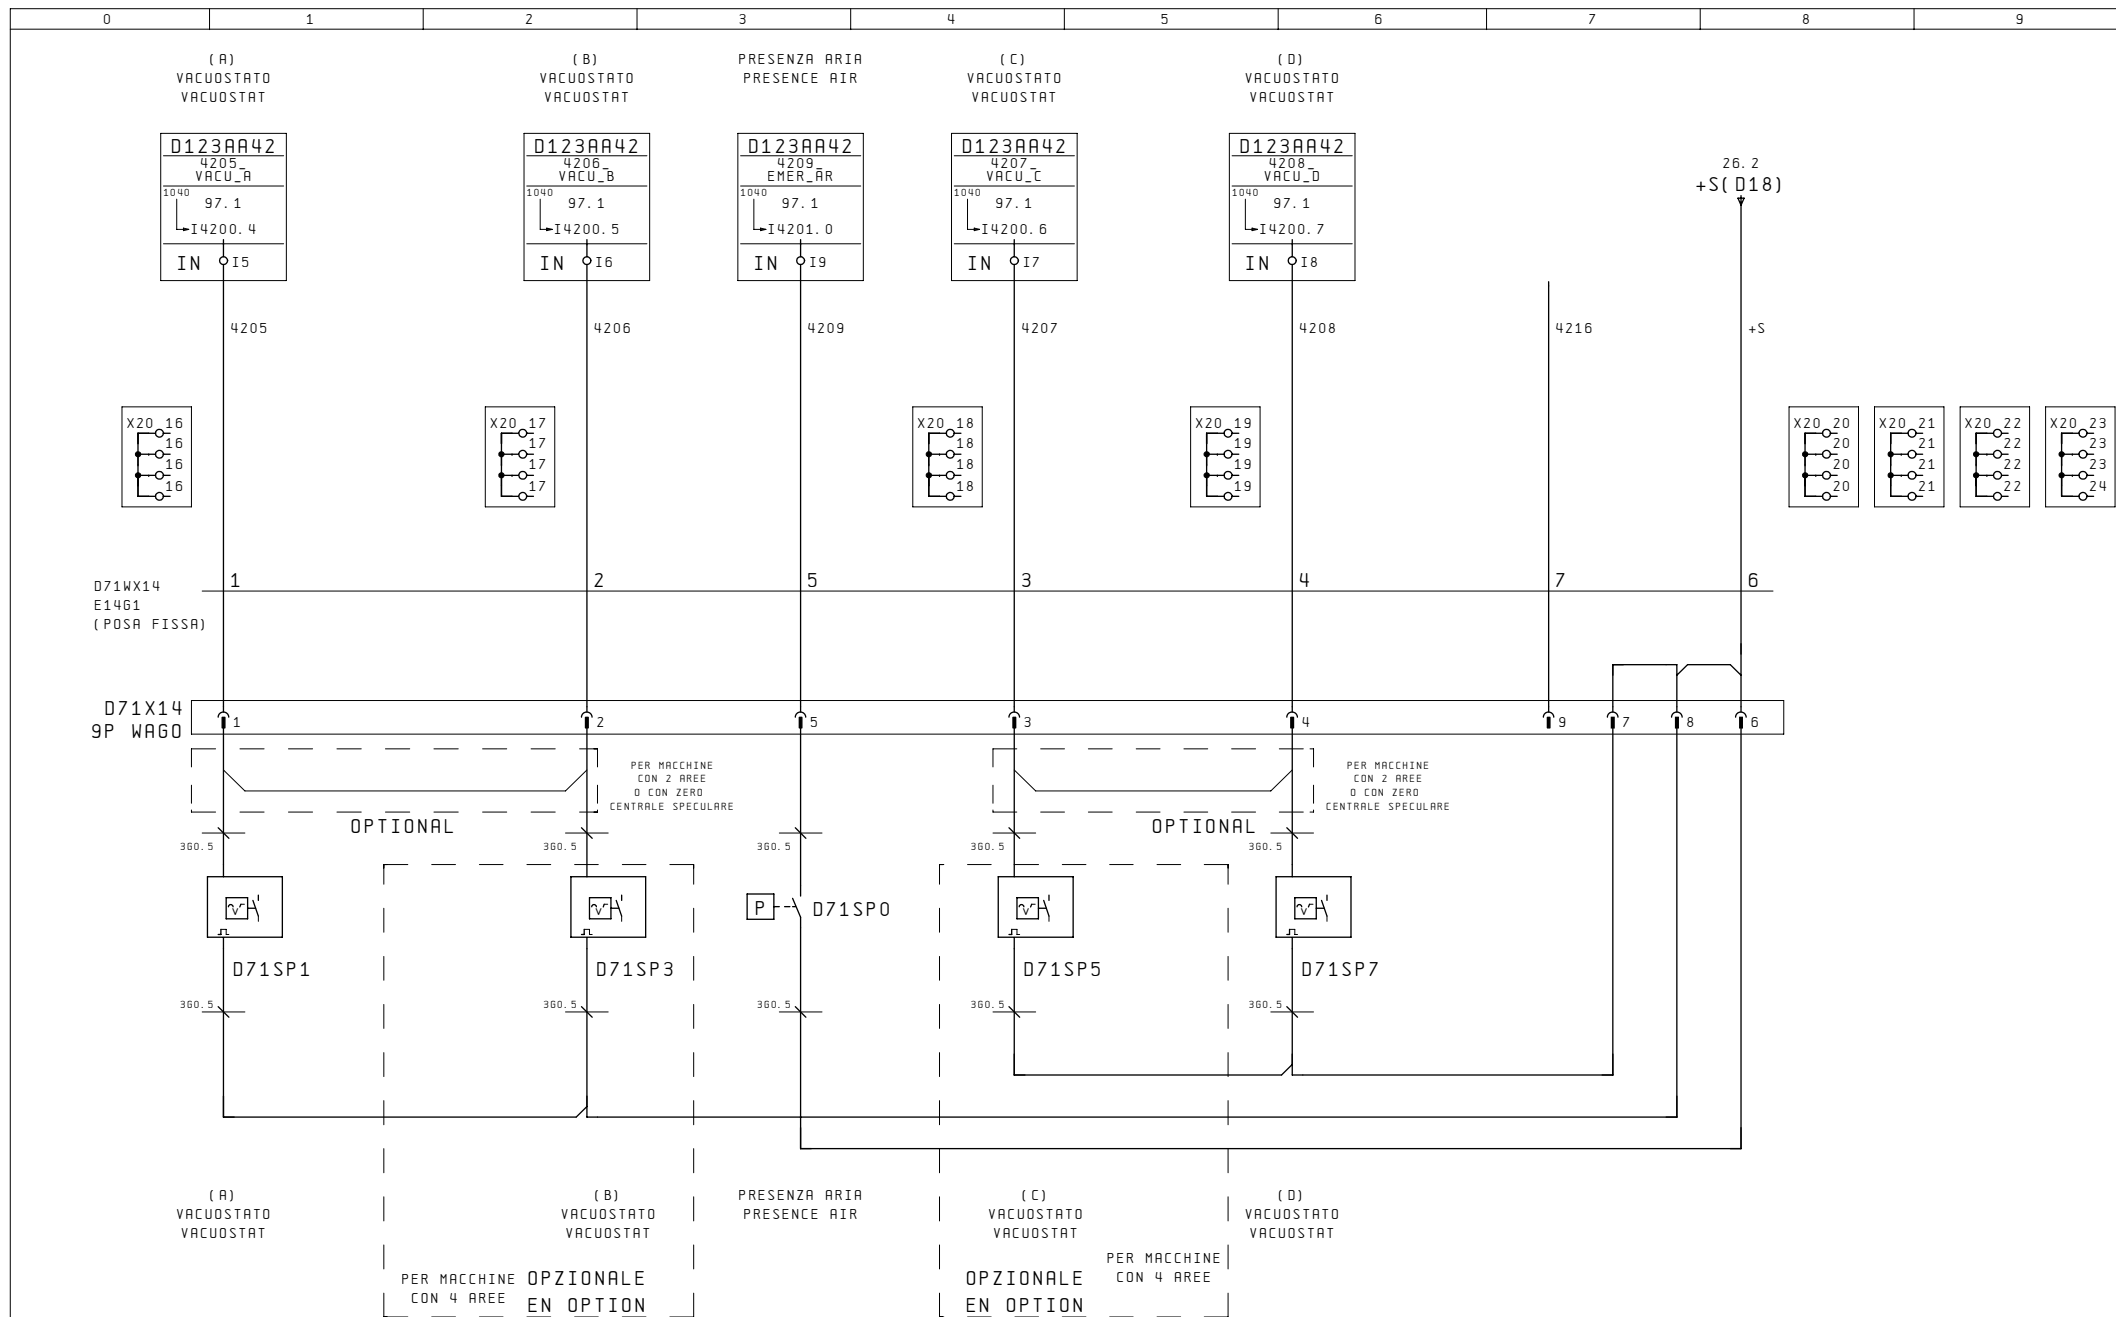 0 1 2 3 4 5 6 7 8 9
(A)
VACUOSTATO
VACUOSTAT
(B)
VACUOSTATO
VACUOSTAT
PRESENZA ARIA
PRESENCE AIR
(C)
VACUOSTATO
VACUOSTAT
(D)
VACUOSTATO
VACUOSTAT
D123AA42
4205_
VACU_A
1040
97.1
I4200.4
IN I5
D123AA42
4206_
VACU_B
1040
97.1
I4200.5
IN I6
D123AA42
4209_
EMER_AR
1040
97.1
I4201.0
IN I9
D123AA42
4207_
VACU_C
1040
97.1
I4200.6
IN I7
D123AA42
4208_
VACU_D
1040
97.1
I4200.7
IN I8
26.2
+S(D18)
4205 4206 4209 4207 4208 4216 +S
X20 16
16
16
16
X20 17
17
17
17
X20 18
18
18
18
X20 19
19
19
19
X20 20
20
20
20
X20 21
21
21
21
X20 22
22
22
22
X20 23
23
23
24
D71WX14
E14G1
(POSA FISSA)
1 2 5 3 4 7 6
D71X14
9P WAGO
1 2 5 3 4 9 7 8 6
PER MACCHINE
CON 2 AREE
O CON ZERO
CENTRALE SPECULARE
OPTIONAL
PER MACCHINE
CON 2 AREE
O CON ZERO
CENTRALE SPECULARE
OPTIONAL
3G0.5 3G0.5 3G0.5 3G0.5 3G0.5
P D71SP0
D71SP1 D71SP3 D71SP5 D71SP7
3G0.5 3G0.5 3G0.5 3G0.5 3G0.5
(A)
VACUOSTATO
VACUOSTAT
(B)
VACUOSTATO
VACUOSTAT
PRESENZA ARIA
PRESENCE AIR
(C)
VACUOSTATO
VACUOSTAT
(D)
VACUOSTATO
VACUOSTAT
PER MACCHINE
CON 4 AREE
OPZIONALE
EN OPTION
OPZIONALE
EN OPTION
PER MACCHINE
CON 4 AREE